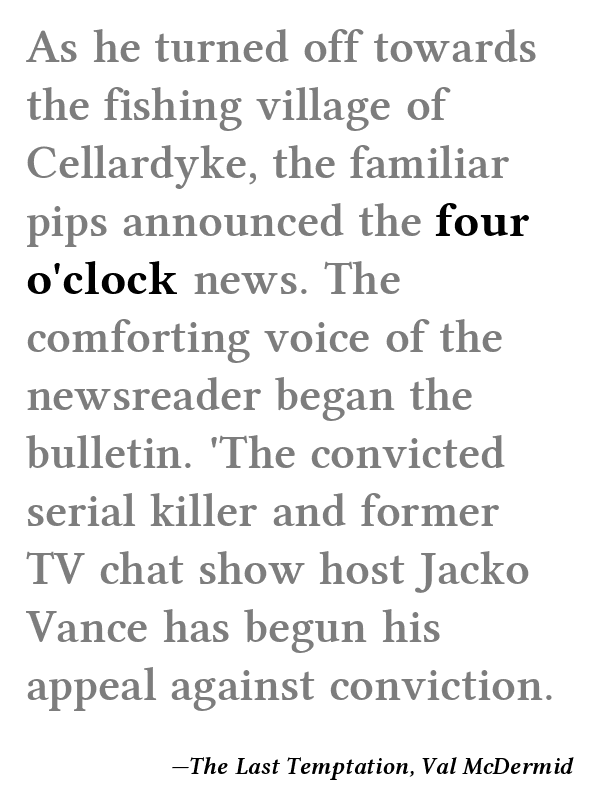 As he turned off towards
the fishing village of
Cellardyke, the familiar
pips announced the four
o'clock news. The
comforting voice of the
newsreader began the
bulletin. 'The convicted
serial killer and former
TV chat show host Jacko
Vance has begun his
appeal against conviction.
—The Last Temptation, Val McDermid